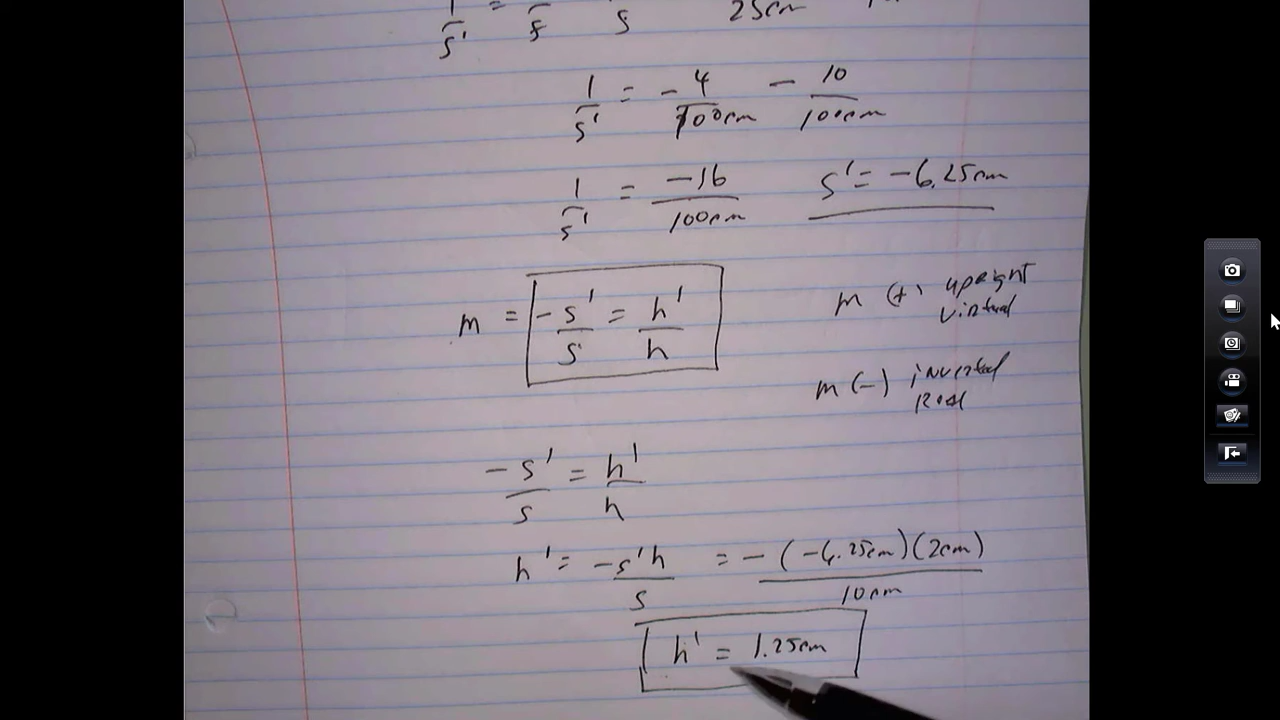 1/s' = /f /s 25cm
1/s' = -4/100cm - 10/100cm
1/s' = -16/100cm s' = -6.25cm
m = -s'/s = h'/h
m (+) upright
virtual
m (-) inverted
Real
-s'/s = h'/h
h' = -s'h/s = -(-6.25cm)(2cm)/10cm
h' = 1.25cm